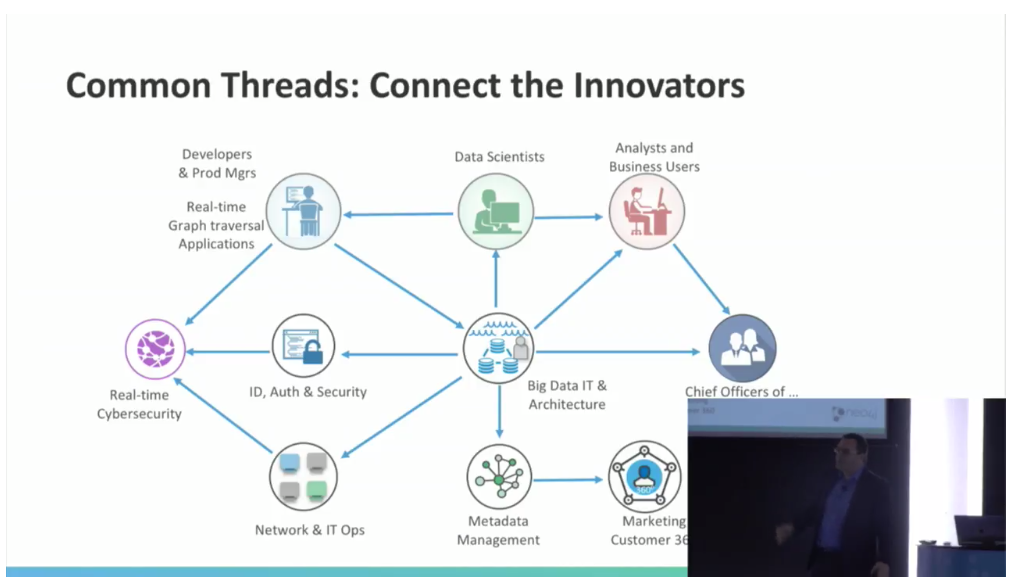 Common Threads: Connect the Innovators
Developers
& Prod Mgrs
Real-time
Graph traversal
Applications
Data Scientists
Analysts and
Business Users
Real-time
Cybersecurity
ID, Auth & Security
Big Data IT &
Architecture
Chief Officers of ...
Network & IT Ops
Metadata
Management
360°
Marketing
Customer 36
neo4j